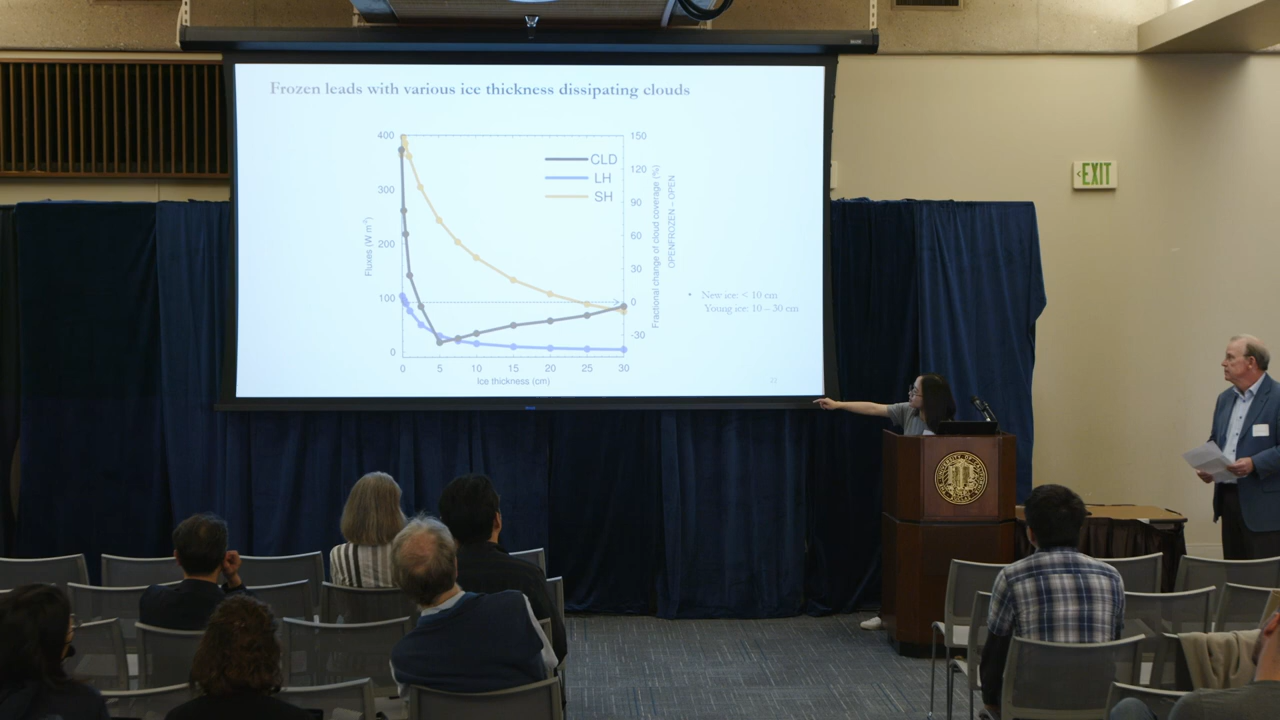 Frozen leads with various ice thickness dissipating clouds
400
300
200
100
0
Fluxes (W m⁻²)
CLD
LH
SH
150
120
90
60
30
0
-30
Fractional change of cloud coverage (%)
OPENFROZEN – OPEN
0 5 10 15 20 25 30
Ice thickness (cm)
• New ice: < 10 cm
Young ice: 10 – 30 cm
22
EXIT